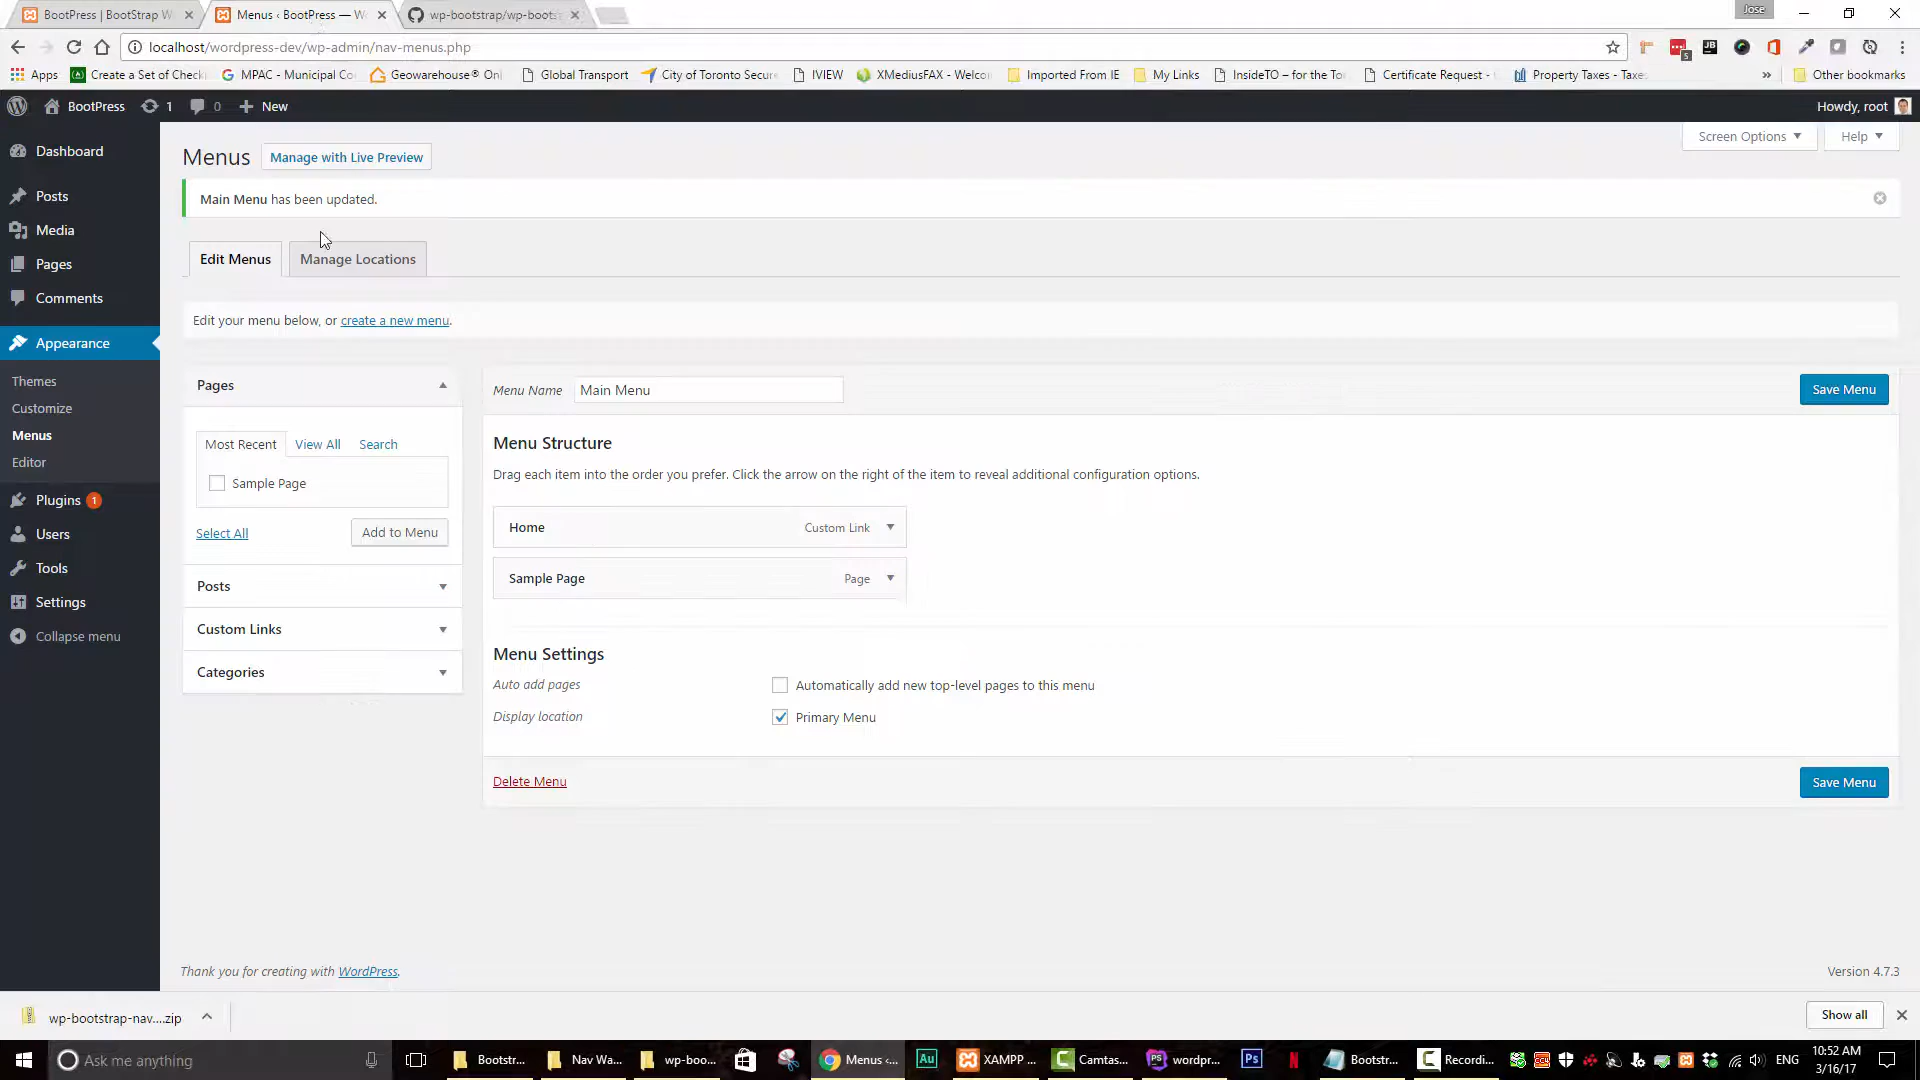 BootPress | BootStrap W
Menus ‹ BootPress — W
wp-bootstrap/wp-boots
Jose
localhost/wordpress-dev/wp-admin/nav-menus.php
5
Apps
Create a Set of Check
MPAC - Municipal Co
Geowarehouse® Onl
Global Transport
City of Toronto Secure
IVIEW
XMediusFAX - Welco
Imported From IE
My Links
InsideTO – for the To
Certificate Request -
Property Taxes - Taxe
»
Other bookmarks
BootPress
1
0
New
Howdy, root
Dashboard
Posts
Media
Pages
Comments
Appearance
Themes
Customize
Menus
Editor
Plugins 1
Users
Tools
Settings
Collapse menu
Screen Options
Help
Menus
Manage with Live Preview
Main Menu has been updated.
Edit Menus
Manage Locations
Edit your menu below, or create a new menu.
Pages
Most Recent
View All
Search
Sample Page
Select All
Add to Menu
Posts
Custom Links
Categories
Menu Name
Main Menu
Save Menu
Menu Structure
Drag each item into the order you prefer. Click the arrow on the right of the item to reveal additional configuration options.
Home
Custom Link
Sample Page
Page
Menu Settings
Auto add pages
Automatically add new top-level pages to this menu
Display location
Primary Menu
Delete Menu
Save Menu
Thank you for creating with WordPress.
Version 4.7.3
wp-bootstrap-nav....zip
Show all
Ask me anything
Bootstr...
Nav Wa...
wp-boo...
Menus ‹...
Au
XAMPP ...
Camtas...
PS
wordpr...
Ps
Bootstr...
Recordi...
ENG
10:52 AM
3/16/17